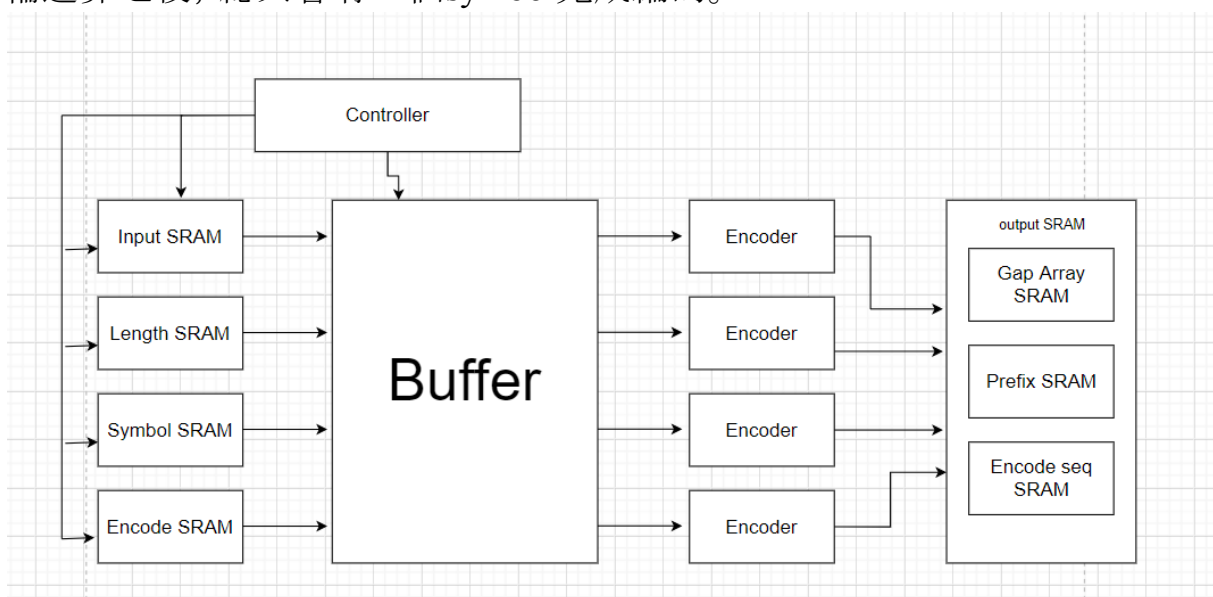 Controller
Input SRAM
Length SRAM
Symbol SRAM
Encode SRAM
Buffer
Encoder
Encoder
Encoder
Encoder
output SRAM
Gap Array
SRAM
Prefix SRAM
Encode seq
SRAM